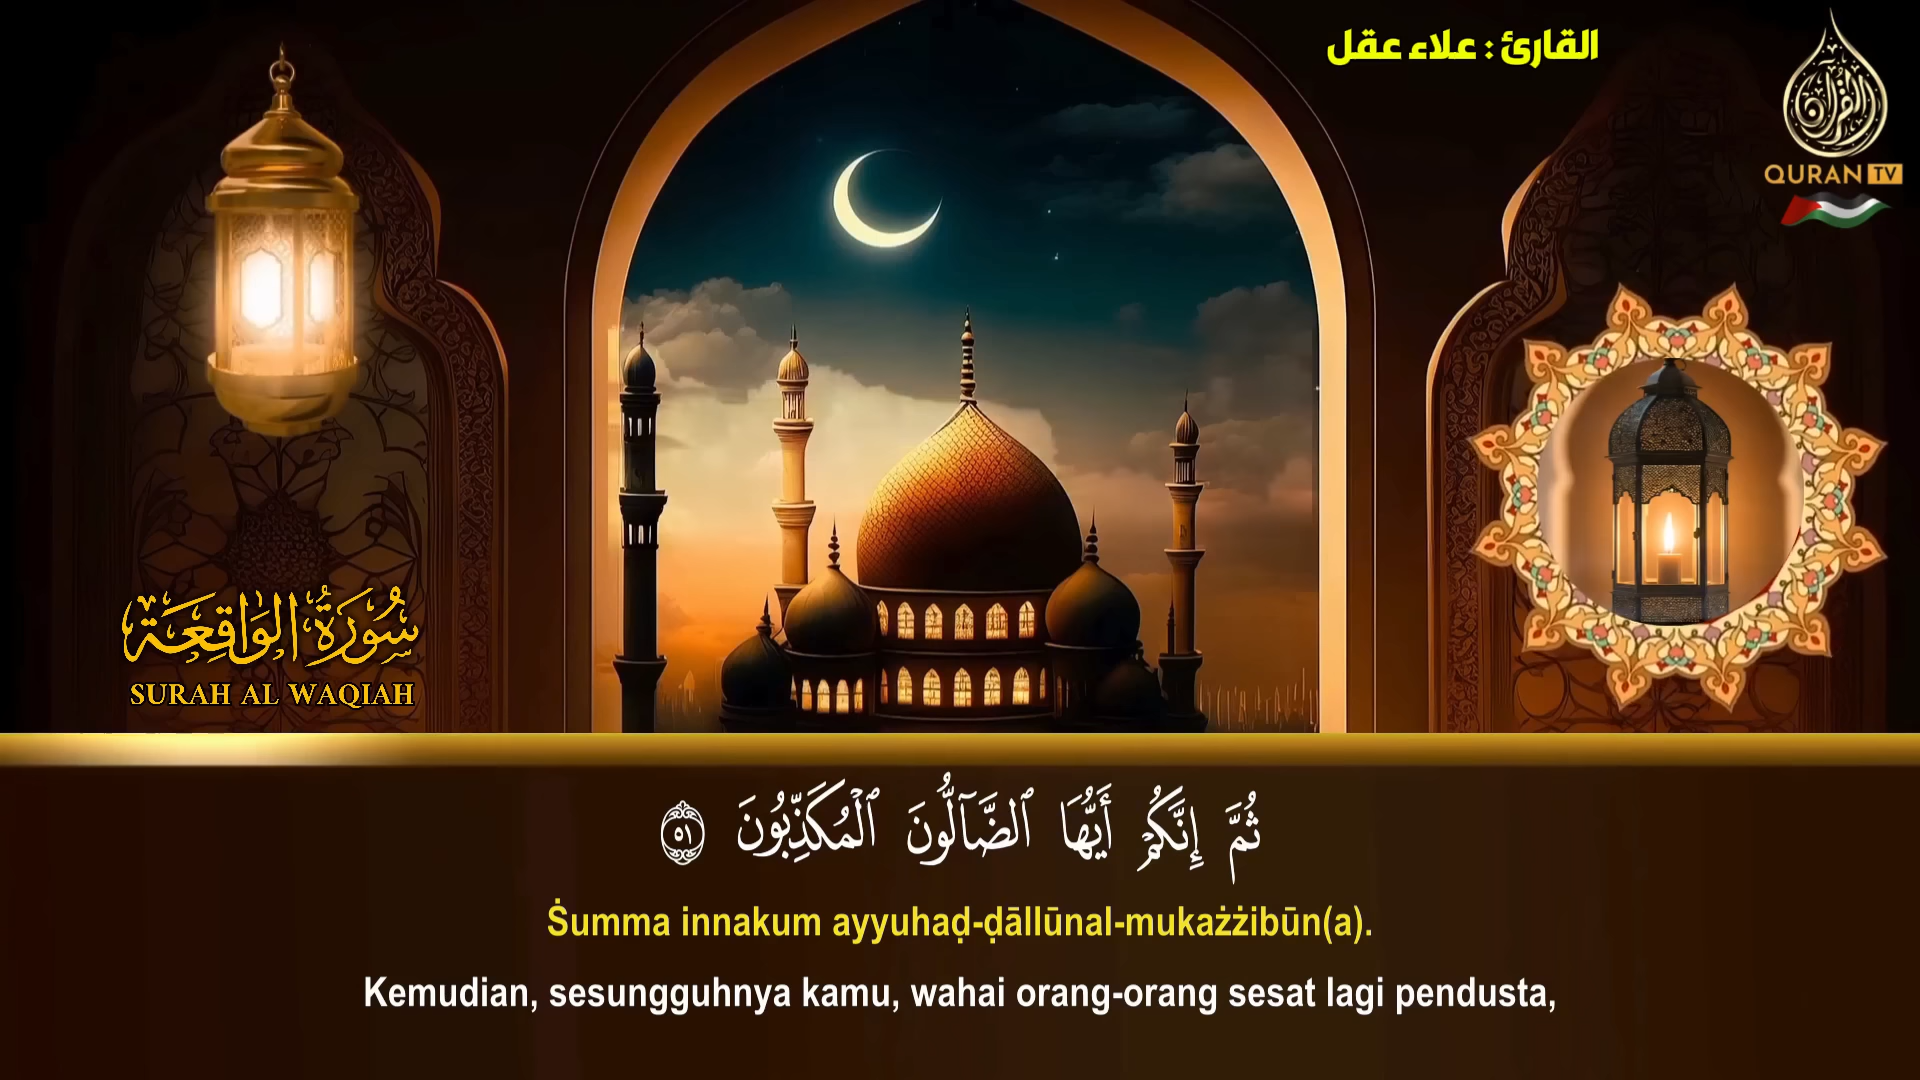 القارئ : علاء عقل
القرآن
QURAN TV
سُورَةُ الوَاقِعَة
SURAH AL WAQIAH
ثُمَّ إِنَّكُمْ أَيُّهَا ٱلضَّآلُّونَ ٱلْمُكَذِّبُونَ ٥١
Ṡumma innakum ayyuhaḍ-ḍāllūnal-mukażżibūn(a).
Kemudian, sesungguhnya kamu, wahai orang-orang sesat lagi pendusta,